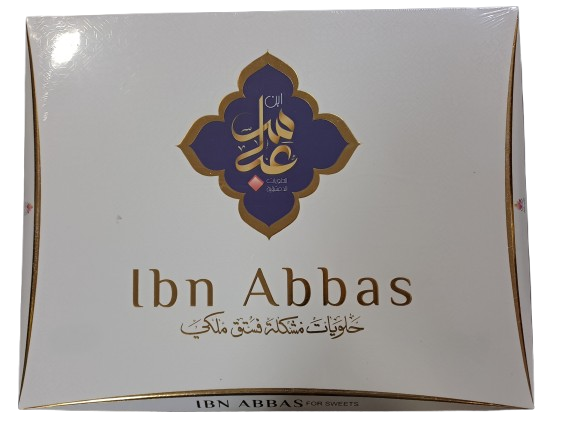 ابن
عباس
Ibn Abbas
حلويات مشكلة فستق ملكي
IBN ABBAS FOR SWEETS